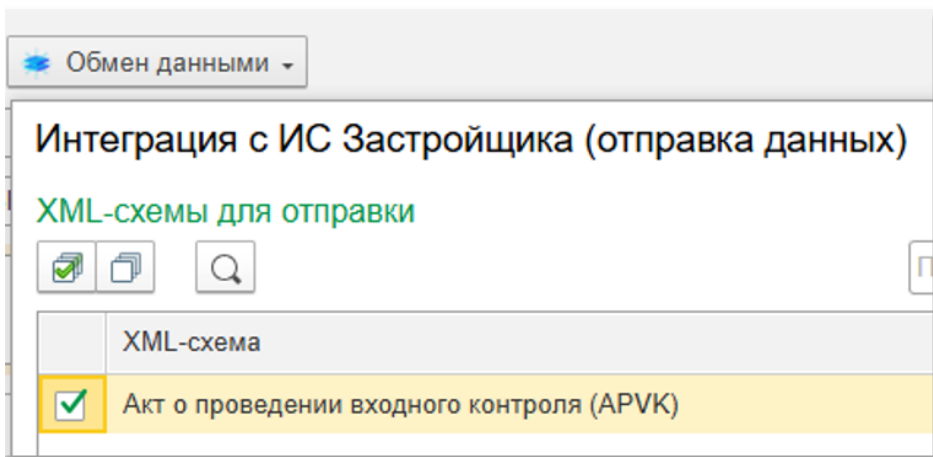 Обмен данными
Интеграция с ИС Застройщика (отправка данных)
XML-схемы для отправки
XML-схема
Акт о проведении входного контроля (APVK)